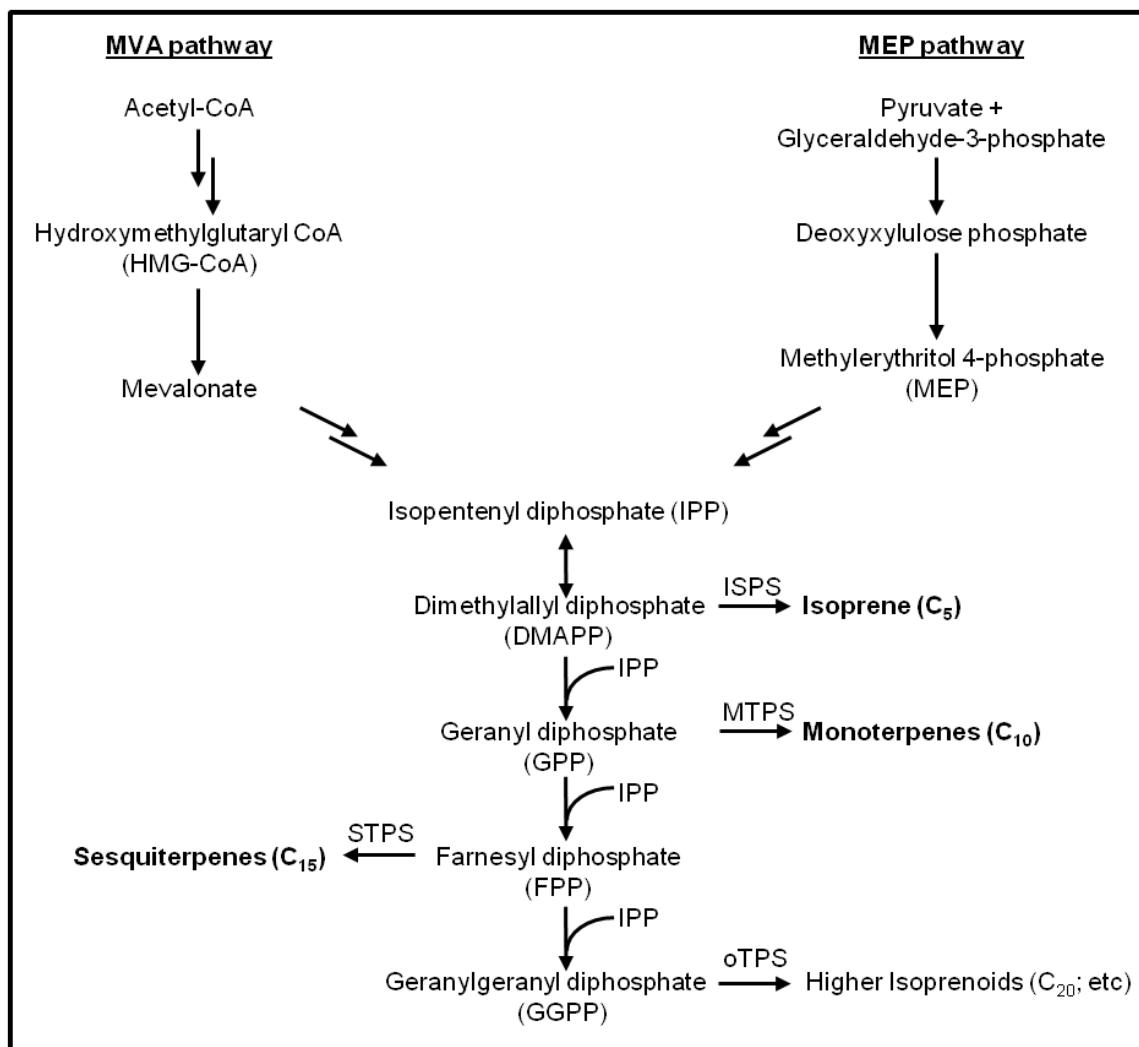 MVA pathway
MEP pathway
Acetyl-CoA
Pyruvate +
Glyceraldehyde-3-phosphate
Hydroxymethylglutaryl CoA
(HMG-CoA)
Deoxyxylulose phosphate
Mevalonate
Methylerythritol 4-phosphate
(MEP)
Isopentenyl diphosphate (IPP)
Dimethylallyl diphosphate
(DMAPP)
ISPS
Isoprene (C₅)
IPP
Geranyl diphosphate
(GPP)
MTPS
Monoterpenes (C₁₀)
IPP
Sesquiterpenes (C₁₅)
STPS
Farnesyl diphosphate
(FPP)
IPP
Geranylgeranyl diphosphate
(GGPP)
oTPS
Higher Isoprenoids (C₂₀; etc)